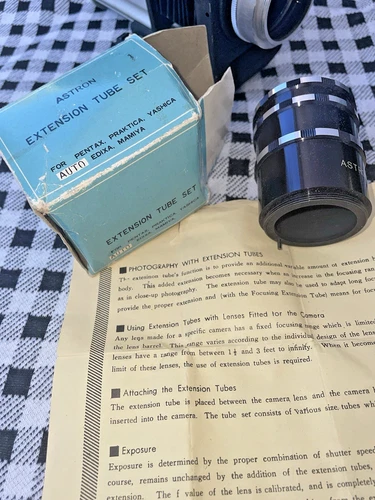 ASTRON
EXTENSION TUBE SET
FOR PENTAX, PRAKTICA, YASHICA
AUTO EDIXA, MAMIYA
EXTENSION TUBE SET
FOR PENTAX, PRAKTICA, YASHICA
AUTO
ASTR
PHOTOGRAPHY WITH EXTENSION TUBES
The extension tube's function is to provide an additional variable amount of extension
body. This added extension becomes necessary when an increase in the focusing ran
as in close-up photography. The extension tube may also be used to adapt long
provide the proper extension and (with the Focusing Extension Tube) means for foc
Using Extension Tubes with Lenses Fitted for the Camera
Any lens made for a specific camera has a fixed focusing range which is limited
the lens barrel. This range varies according to the individual design of the lens
lenses have a range from between 1½ and 3 feet to infinity. When it become
limit of these lenses, the use of extension tubes is required.
Attaching the Extension Tubes
The extension tube is placed between the camera lens and the camera
inserted into the camera. The tube set consists of various size tubes wh
Exposure
Exposure is determined by the proper combination of shutter speed
remains unchanged by the addition of the extension tubes,
extension. The f value of the lens is calibrated, and is completely